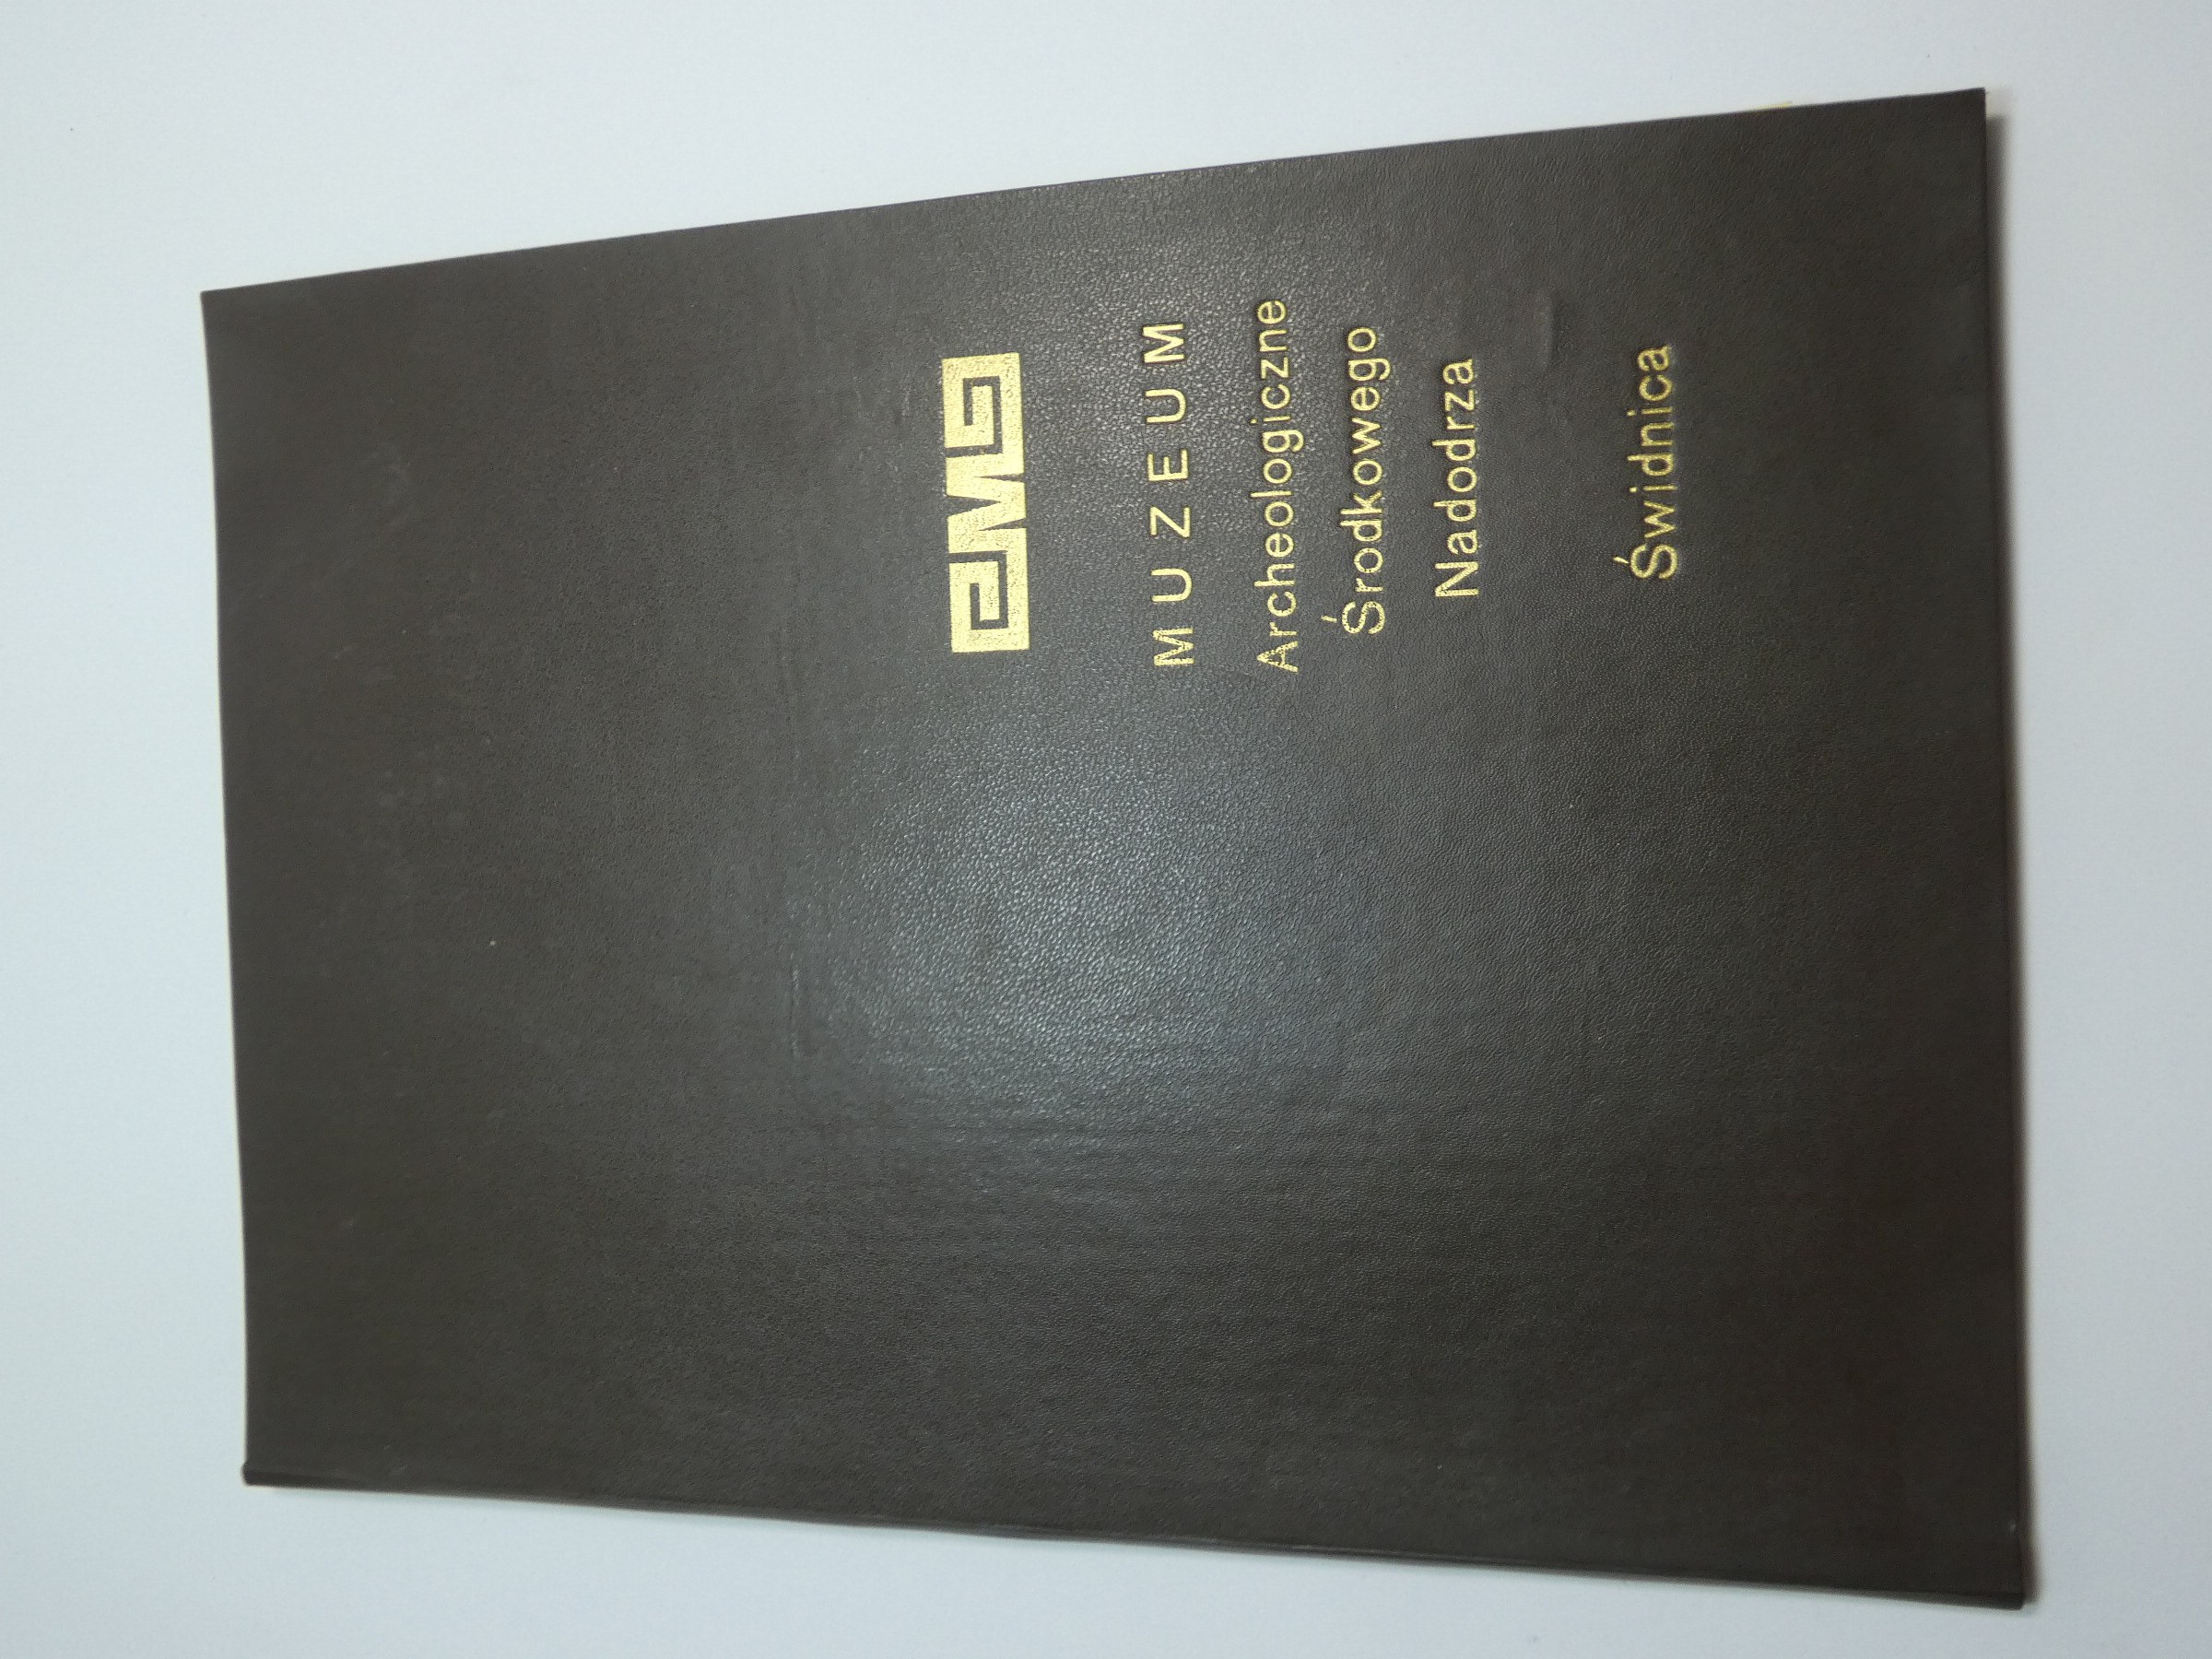 MUZEUM
Archeologiczne
Środkowego
Nadodrza
Świdnica